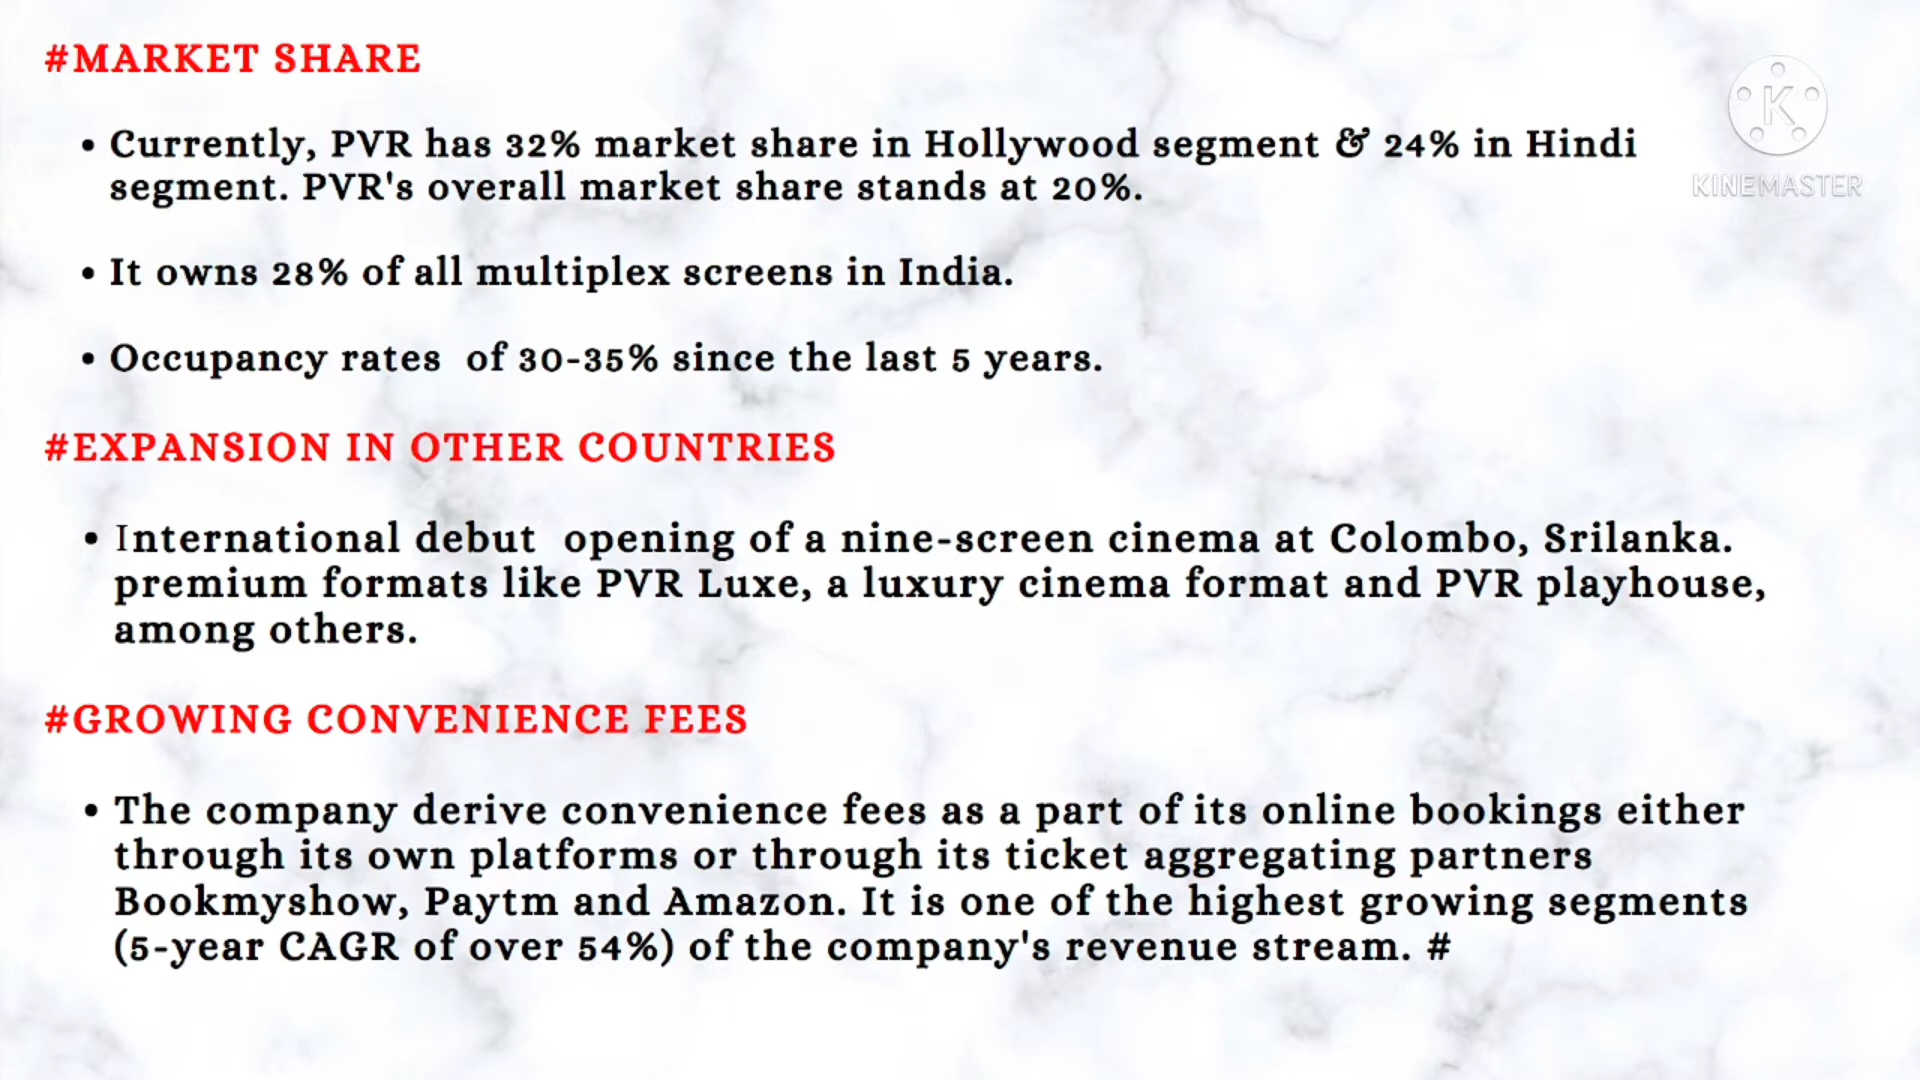 #MARKET SHARE
• Currently, PVR has 32% market share in Hollywood segment & 24% in Hindi
segment. PVR's overall market share stands at 20%.
• It owns 28% of all multiplex screens in India.
• Occupancy rates  of 30-35% since the last 5 years.
#EXPANSION IN OTHER COUNTRIES
• International debut  opening of a nine-screen cinema at Colombo, Srilanka.
premium formats like PVR Luxe, a luxury cinema format and PVR playhouse,
among others.
#GROWING CONVENIENCE FEES
• The company derive convenience fees as a part of its online bookings either
through its own platforms or through its ticket aggregating partners
Bookmyshow, Paytm and Amazon. It is one of the highest growing segments
(5-year CAGR of over 54%) of the company's revenue stream. #
K
KINEMASTER